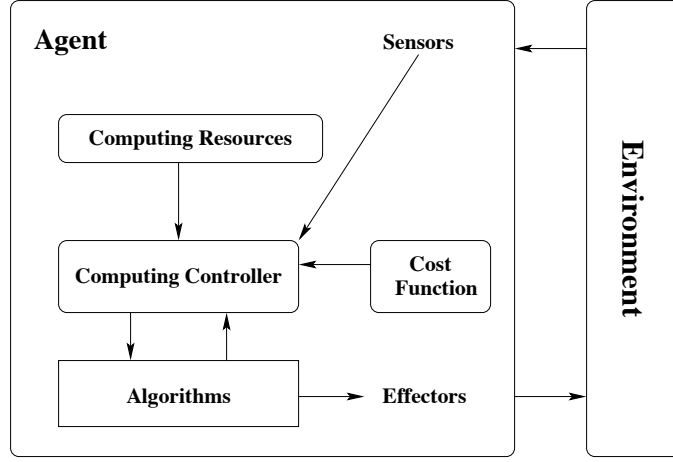 Agent
Sensors
Computing Resources
Computing Controller
Cost
Function
Algorithms
Effectors
Environment